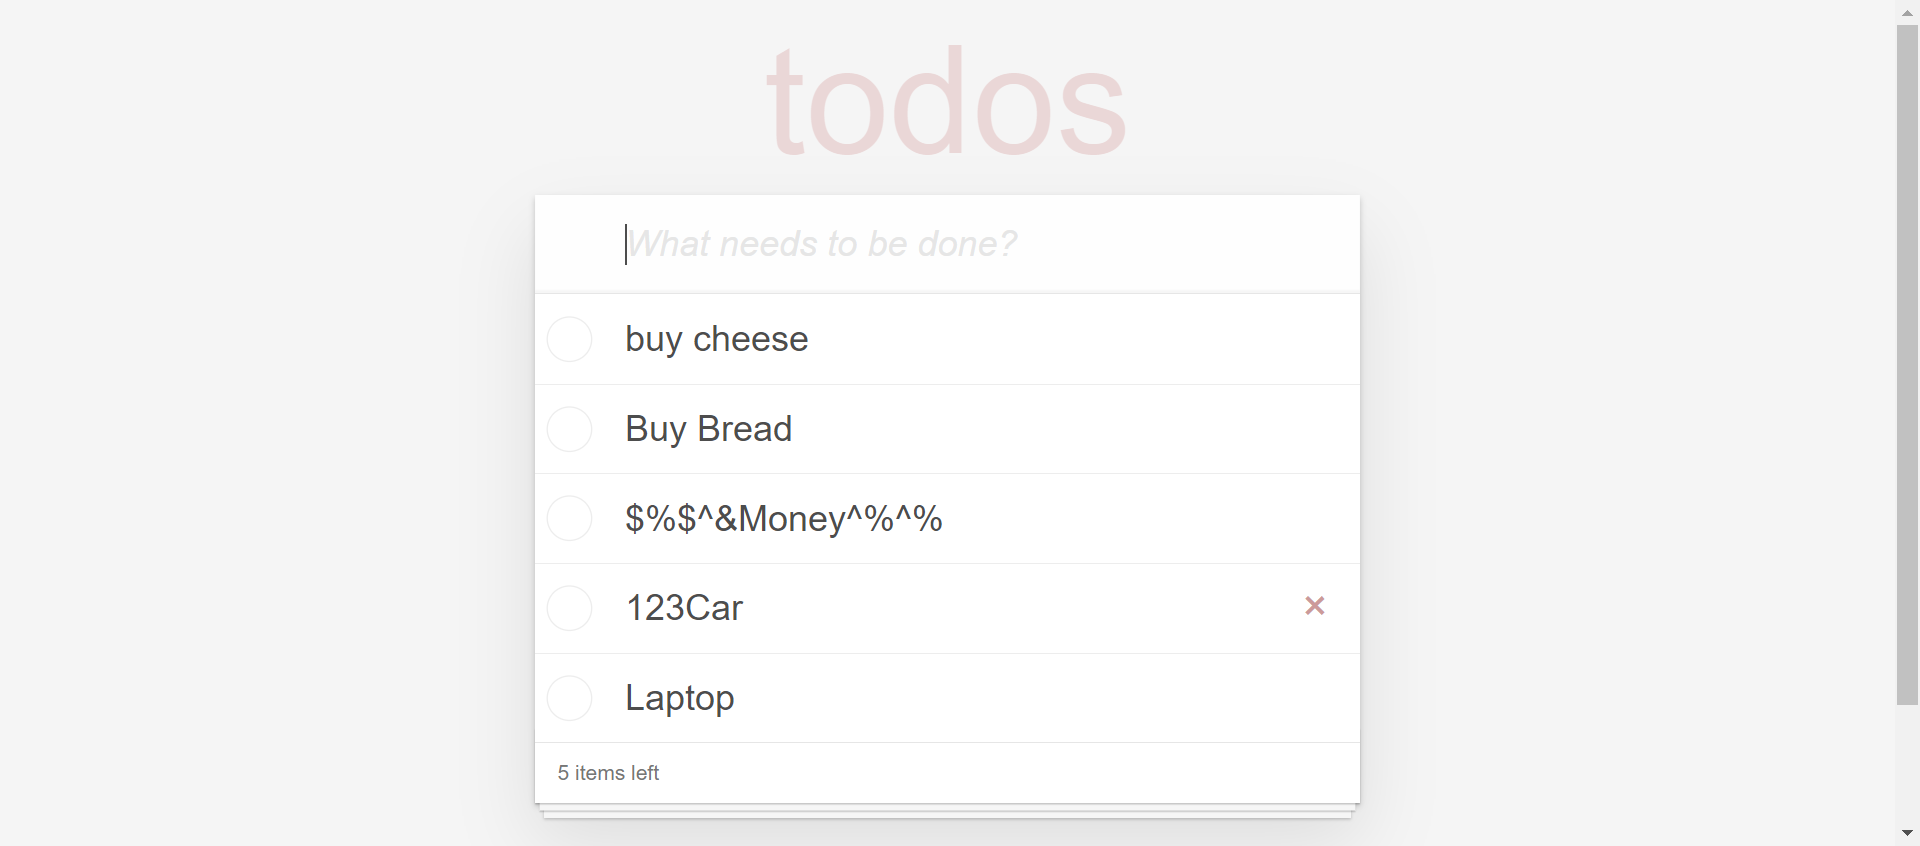 todos
What needs to be done?
buy cheese
Buy Bread
$%$^&Money^%^%
123Car
Laptop
5 items left